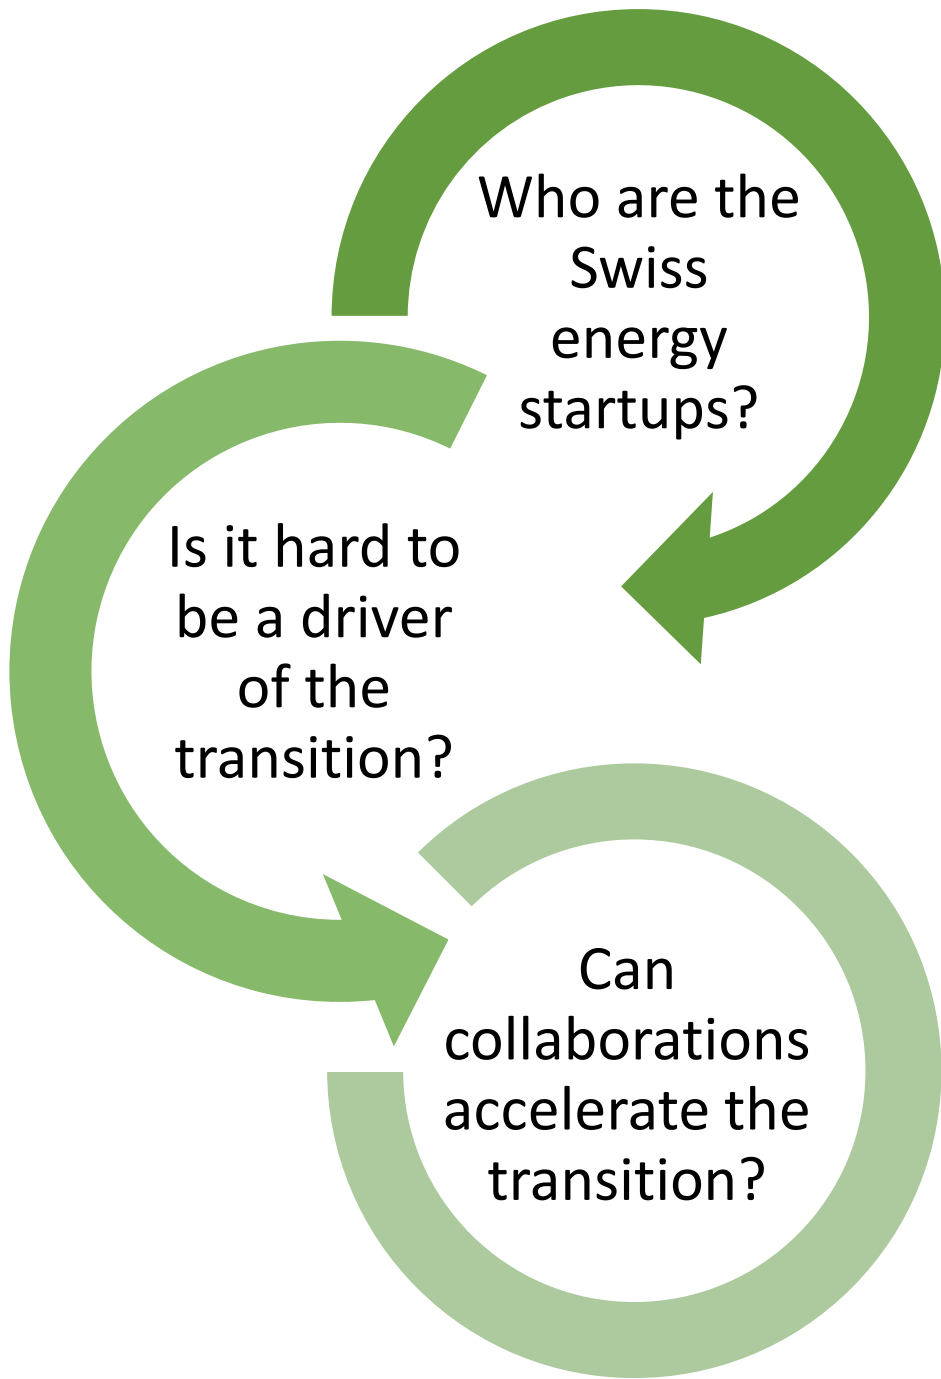 Who are the
Swiss
energy
startups?
Is it hard to
be a driver
of the
transition?
Can
collaborations
accelerate the
transition?